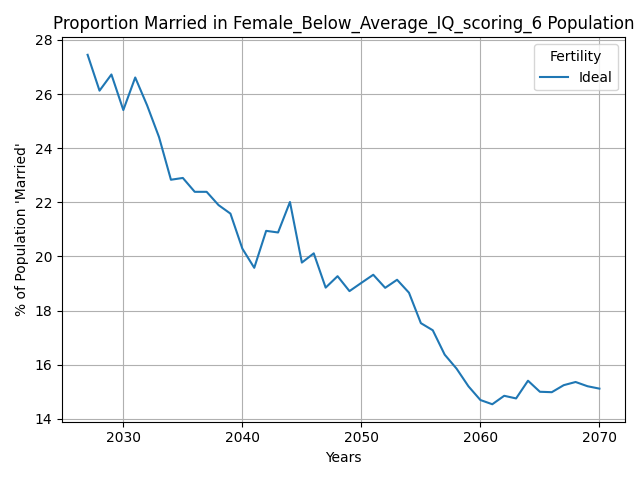 Proportion Married in Female_Below_Average_IQ_scoring_6 Population
28
26
24
22
20
18
16
14
% of Population 'Married'
Fertility
Ideal
2030 2040 2050 2060 2070
Years